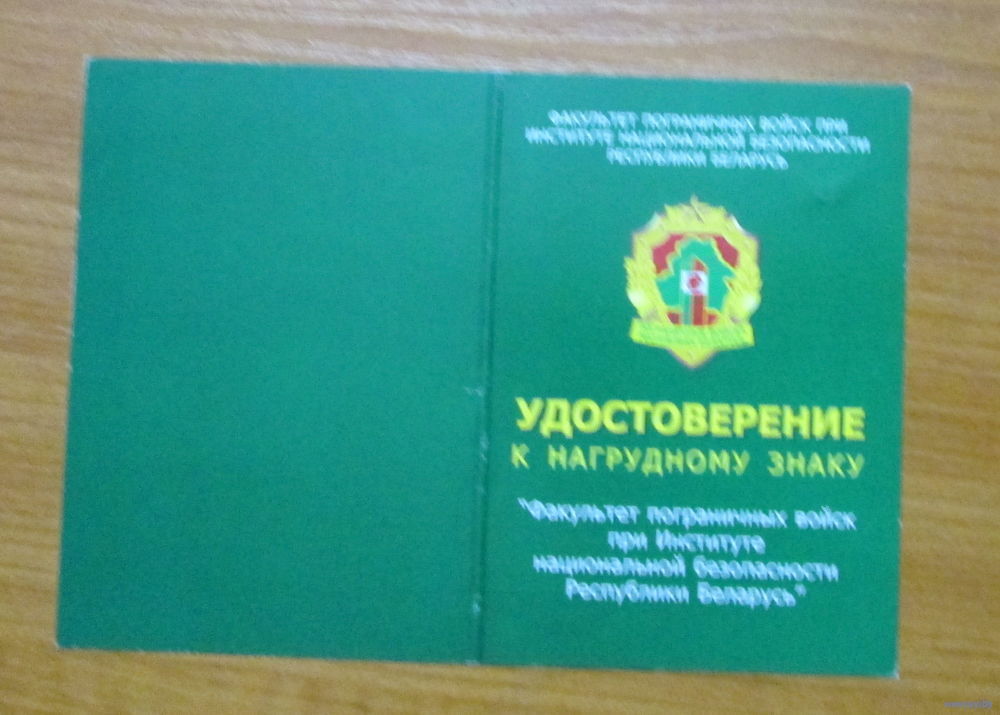 ФАКУЛЬТЕТ ПОГРАНИЧНЫХ ВОЙСК ПРИ
ИНСТИТУТЕ НАЦИОНАЛЬНОЙ БЕЗОПАСНОСТИ
РЕСПУБЛИКИ БЕЛАРУСЬ
УДОСТОВЕРЕНИЕ
К НАГРУДНОМУ ЗНАКУ
"Факультет пограничных войск
при Институте
национальной безопасности
Республики Беларусь"